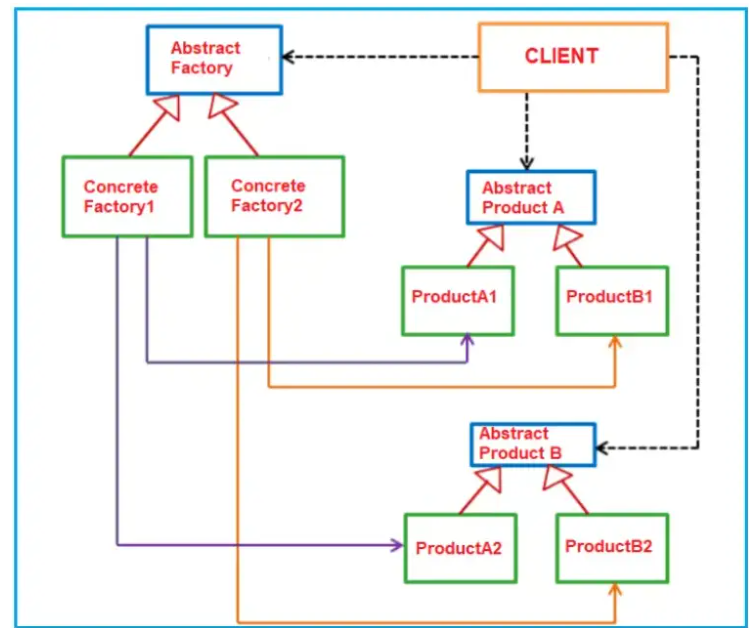 Abstract
Factory
CLIENT
Concrete
Factory1
Concrete
Factory2
Abstract
Product A
ProductA1
ProductB1
Abstract
Product B
ProductA2
ProductB2